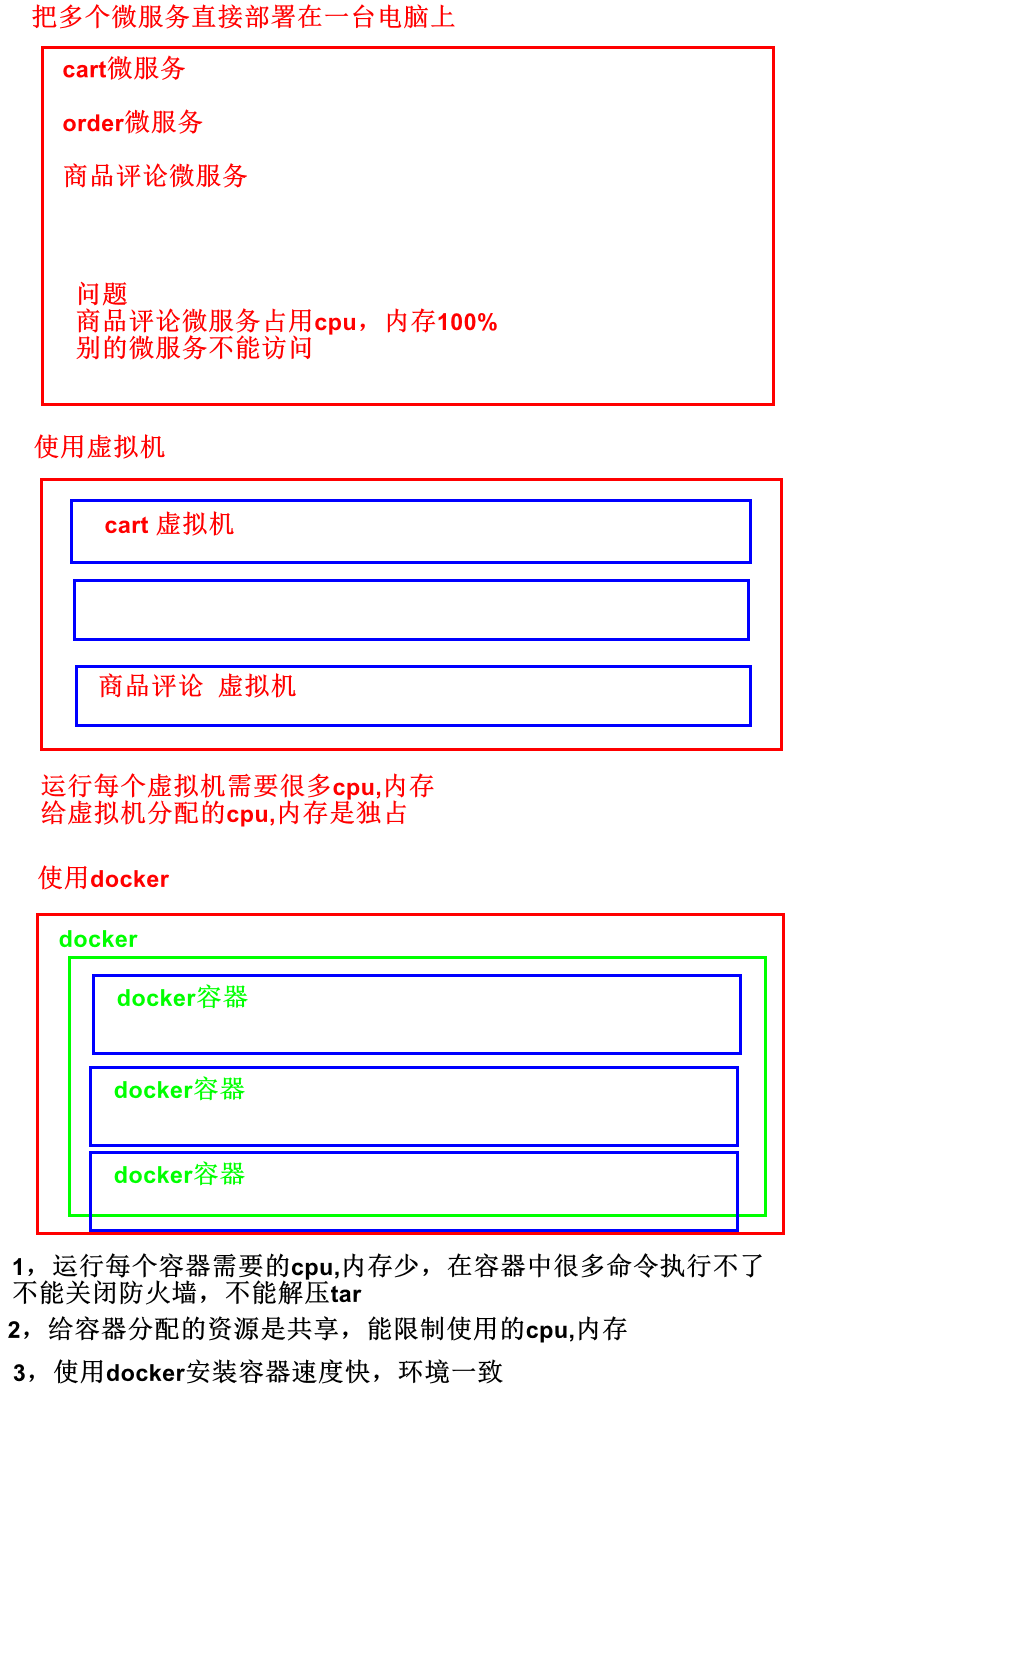 把多个微服务直接部署在一台电脑上
cart微服务
order微服务
商品评论微服务
问题
商品评论微服务占用cpu，内存100%
别的微服务不能访问
使用虚拟机
cart 虚拟机
商品评论 虚拟机
运行每个虚拟机需要很多cpu,内存
给虚拟机分配的cpu,内存是独占
使用docker
docker
docker容器
docker容器
docker容器
1，运行每个容器需要的cpu,内存少，在容器中很多命令执行不了
不能关闭防火墙，不能解压tar
2，给容器分配的资源是共享，能限制使用的cpu,内存
3，使用docker安装容器速度快，环境一致